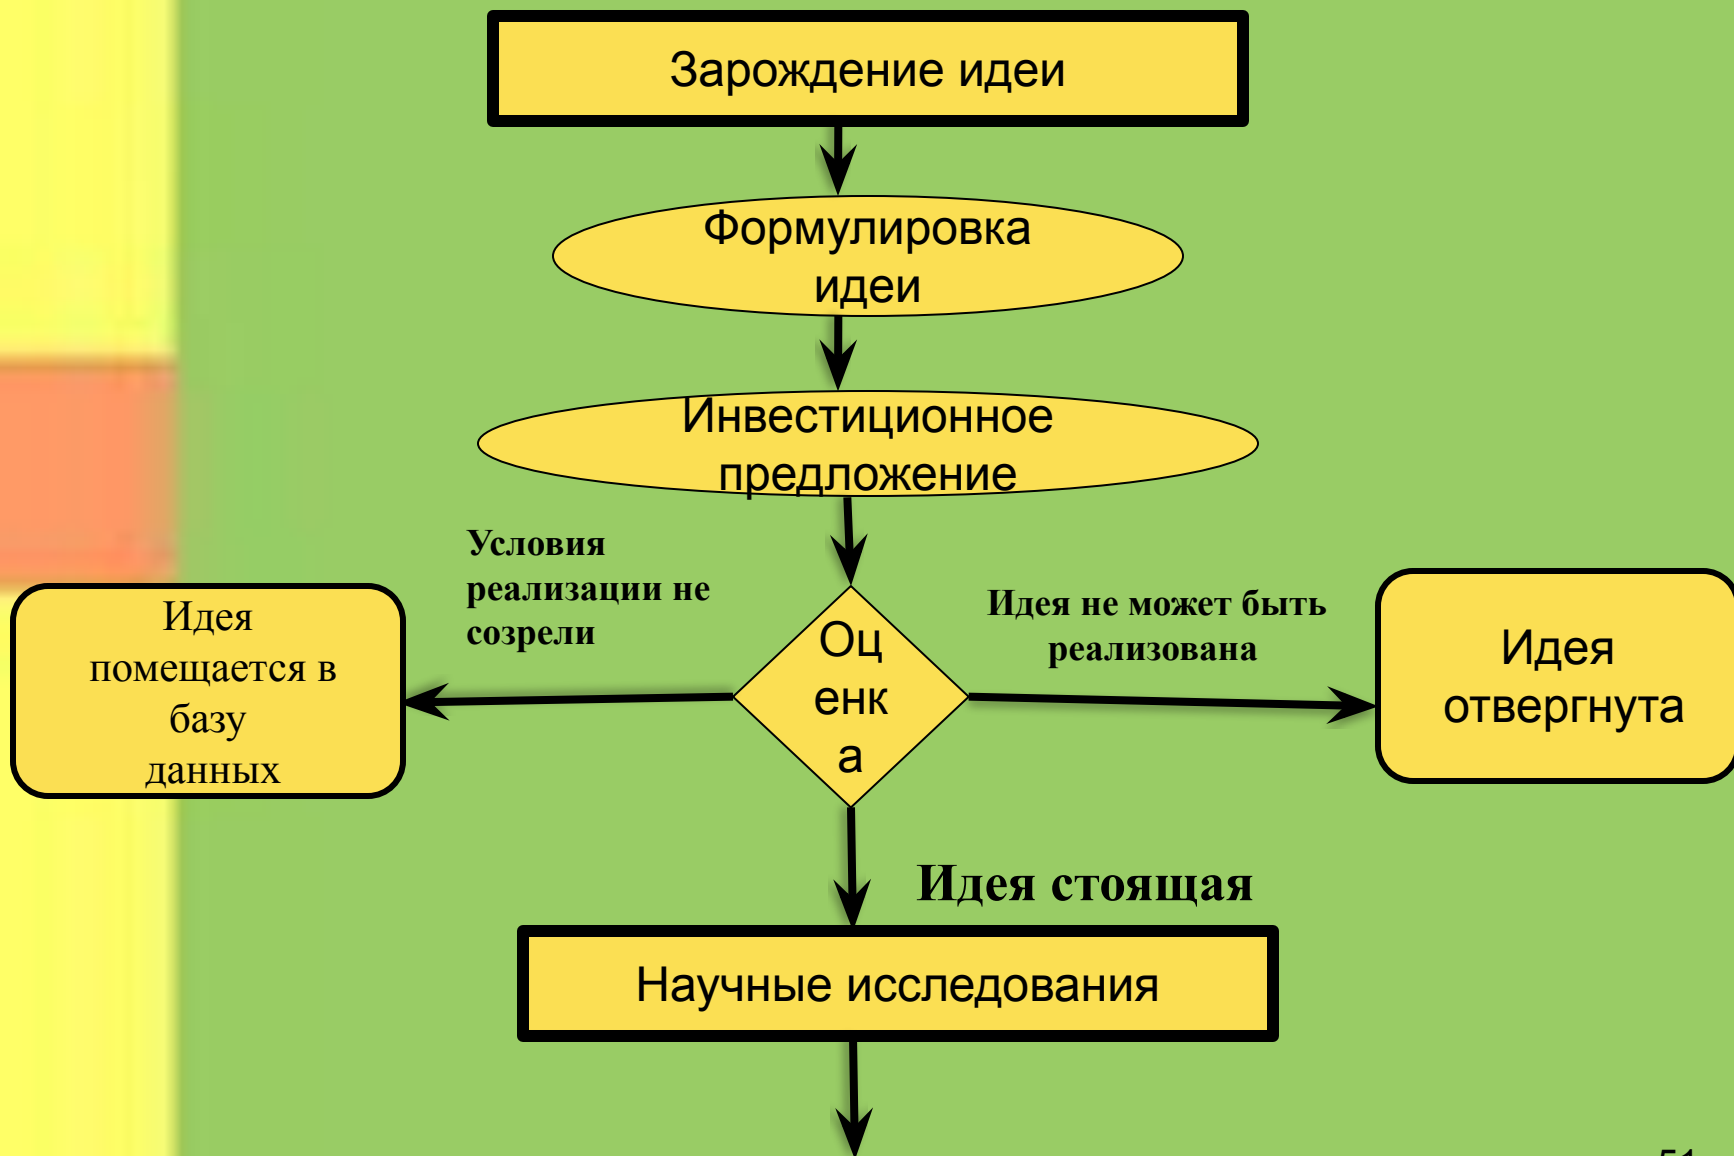 Зарождение идеи
Формулировка
идеи
Инвестиционное
предложение
Условия
реализации не
созрели
Идея не может быть
реализована
Идея
помещается в
базу
данных
Оц
енк
а
Идея
отвергнута
Идея стоящая
Научные исследования
51